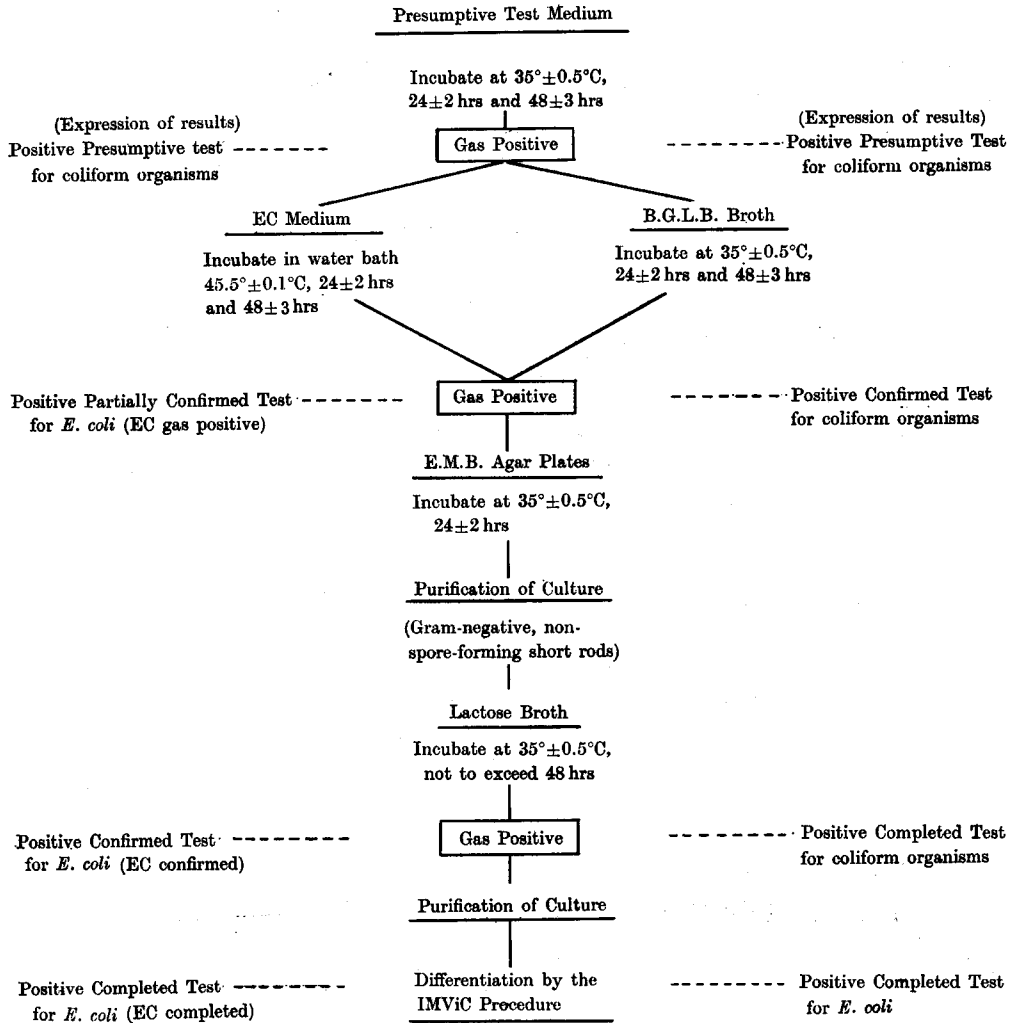 Presumptive Test Medium
Incubate at 35°±0.5°C,
24±2 hrs and 48±3 hrs
(Expression of results)
Positive Presumptive test
for coliform organisms
Gas Positive
(Expression of results)
Positive Presumptive Test
for coliform organisms
EC Medium
Incubate in water bath
45.5°±0.1°C, 24±2 hrs
and 48±3 hrs
B.G.L.B. Broth
Incubate at 35°±0.5°C,
24±2 hrs and 48±3 hrs
Positive Partially Confirmed Test
for E. coli (EC gas positive)
Gas Positive
Positive Confirmed Test
for coliform organisms
E.M.B. Agar Plates
Incubate at 35°±0.5°C,
24±2 hrs
Purification of Culture
(Gram-negative, non-
spore-forming short rods)
Lactose Broth
Incubate at 35°±0.5°C,
not to exceed 48 hrs
Positive Confirmed Test
for E. coli (EC confirmed)
Gas Positive
Positive Completed Test
for coliform organisms
Purification of Culture
Positive Completed Test
for E. coli (EC completed)
Differentiation by the
IMViC Procedure
Positive Completed Test
for E. coli